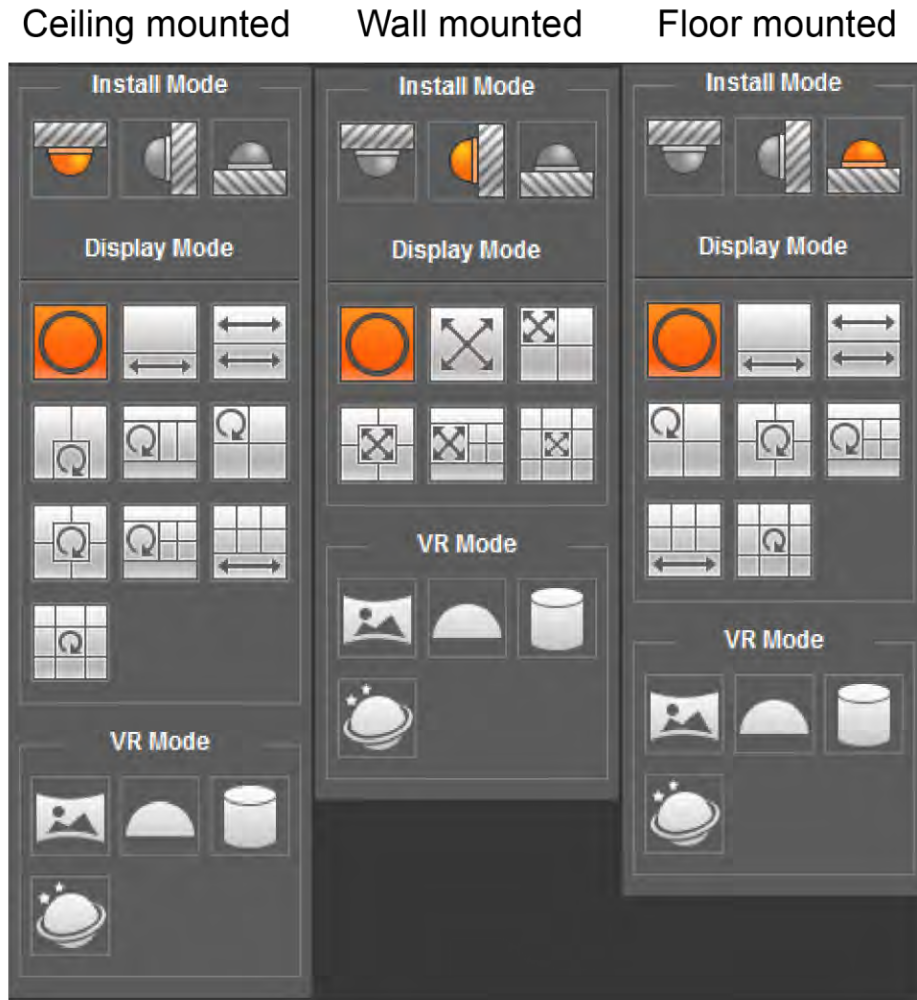 Ceiling mounted
Wall mounted
Floor mounted
Install Mode
Install Mode
Install Mode
Display Mode
Display Mode
Display Mode
VR Mode
VR Mode
VR Mode